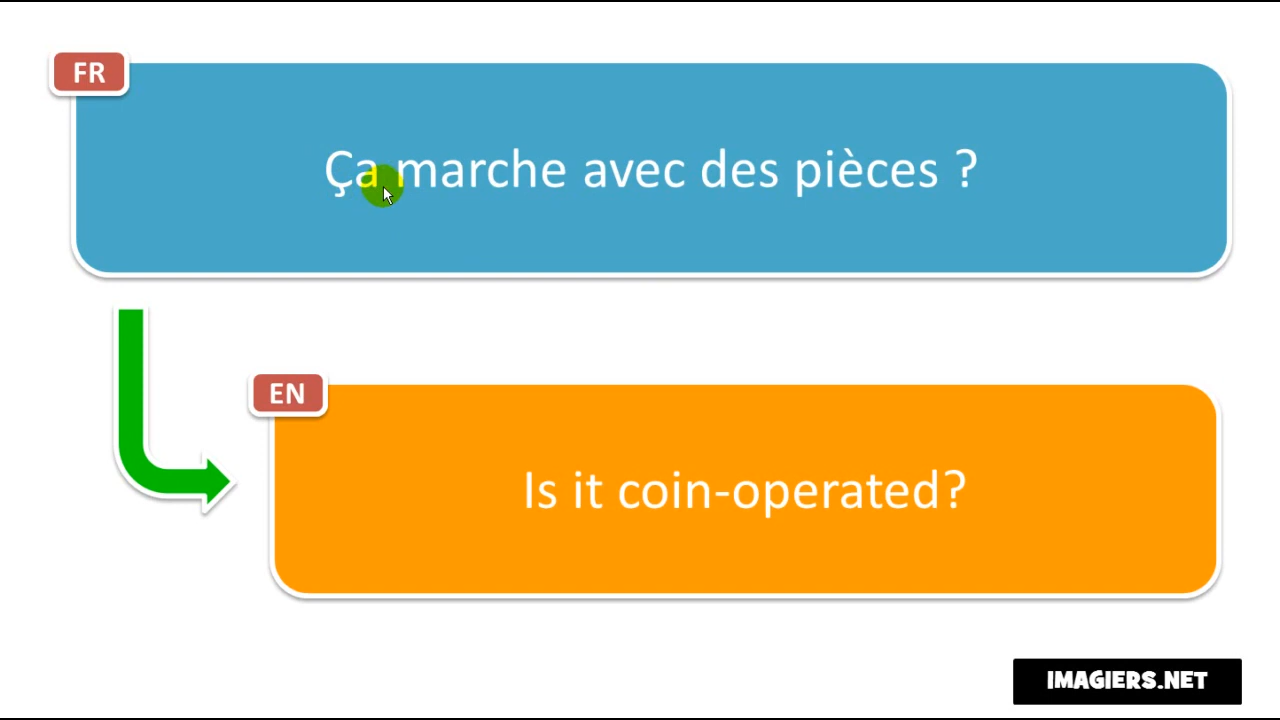 FR
Ça marche avec des pièces ?
EN
Is it coin-operated?
IMAGIERS.NET